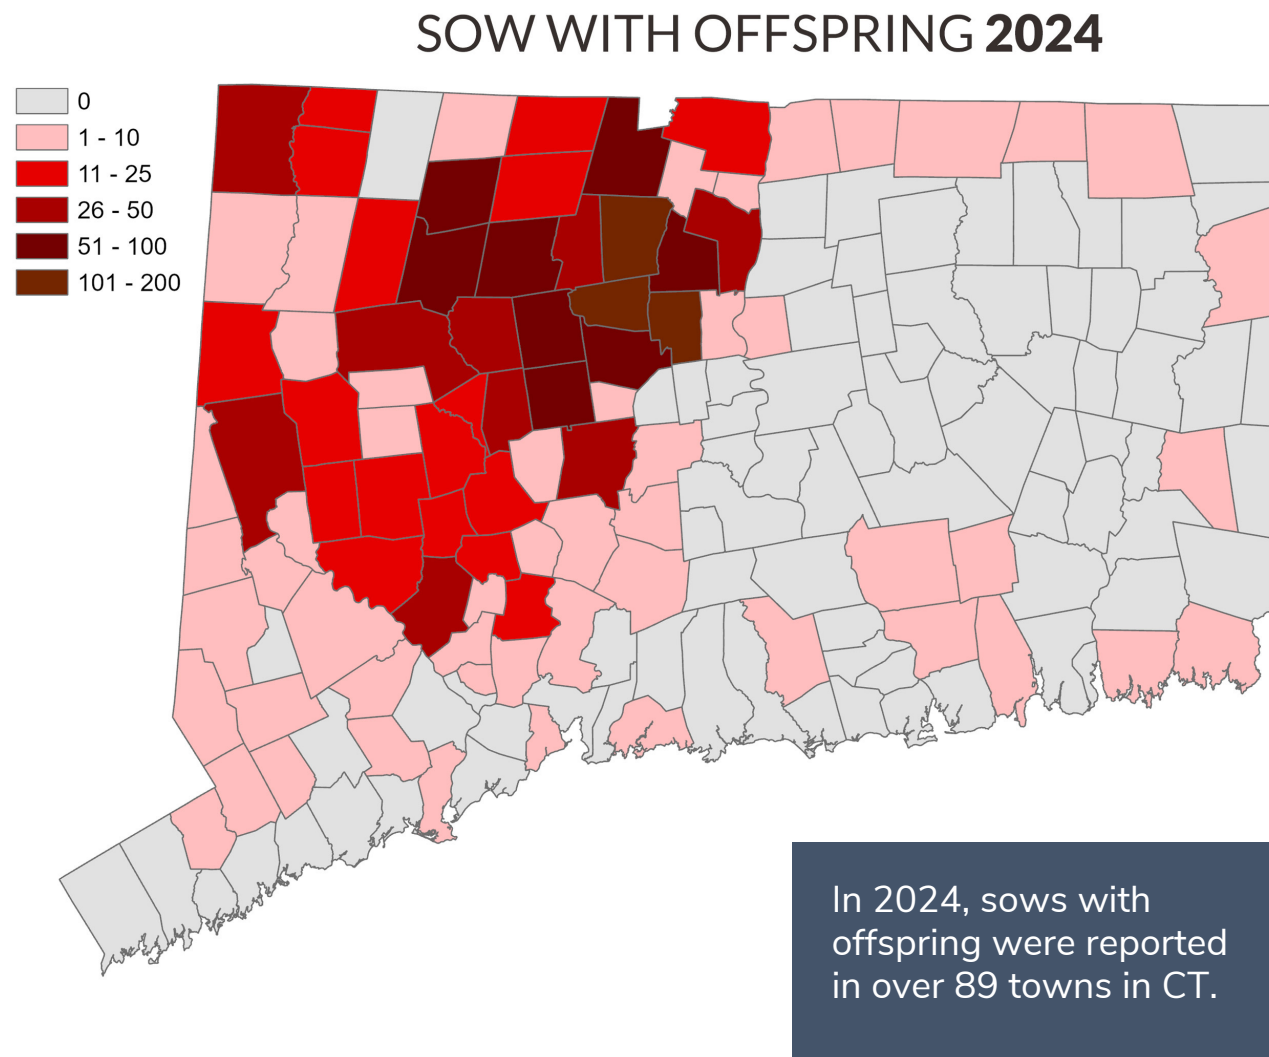 SOW WITH OFFSPRING 2024
0
1 - 10
11 - 25
26 - 50
51 - 100
101 - 200
In 2024, sows with
offspring were reported
in over 89 towns in CT.